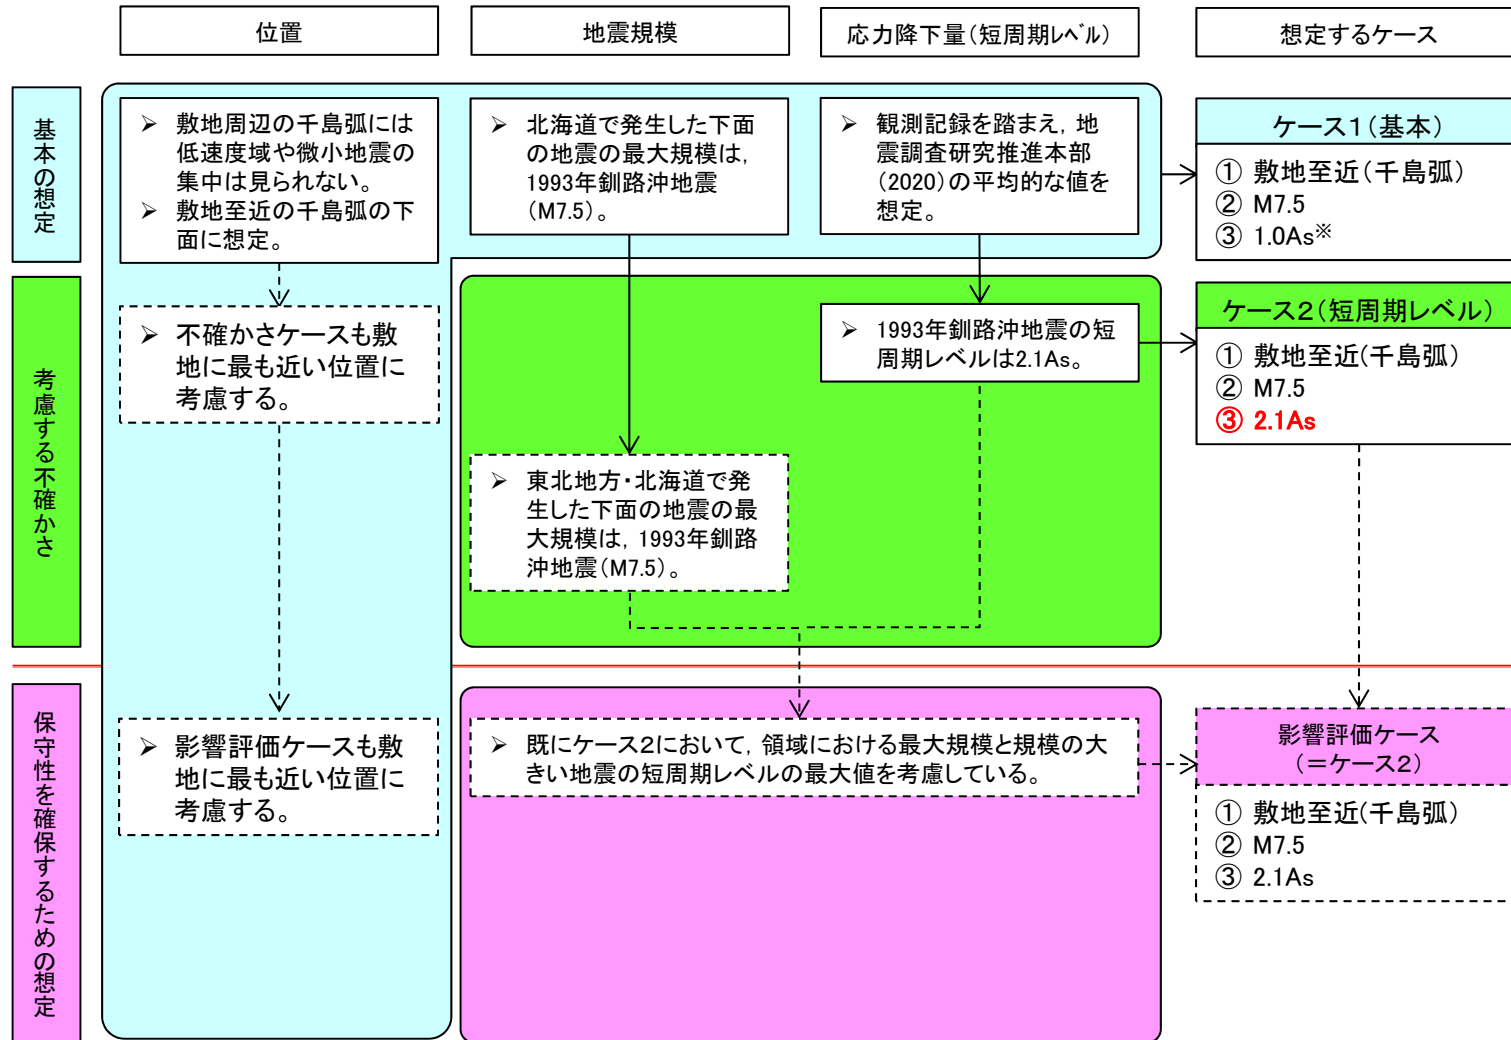 位置
地震規模
応力降下量(短周期レベル)
想定するケース
基本の想定
➢ 敷地周辺の千島弧には
低速度域や微小地震の
集中は見られない。
➢ 敷地至近の千島弧の下
面に想定。
➢ 北海道で発生した下面
の地震の最大規模は,
1993年釧路沖地震
(M7.5)。
➢ 観測記録を踏まえ,地
震調査研究推進本部
(2020)の平均的な値を
想定。
ケース1(基本)
① 敷地至近(千島弧)
② M7.5
③ 1.0As※
考慮する不確かさ
➢ 不確かさケースも敷
地に最も近い位置に
考慮する。
➢ 1993年釧路沖地震の短
周期レベルは2.1As。
➢ 東北地方・北海道で発
生した下面の地震の最
大規模は,1993年釧路
沖地震(M7.5)。
ケース2(短周期レベル)
① 敷地至近(千島弧)
② M7.5
③ 2.1As
保守性を確保するための想定
➢ 影響評価ケースも敷
地に最も近い位置に
考慮する。
➢ 既にケース2において,領域における最大規模と規模の大
きい地震の短周期レベルの最大値を考慮している。
影響評価ケース
(=ケース2)
① 敷地至近(千島弧)
② M7.5
③ 2.1As